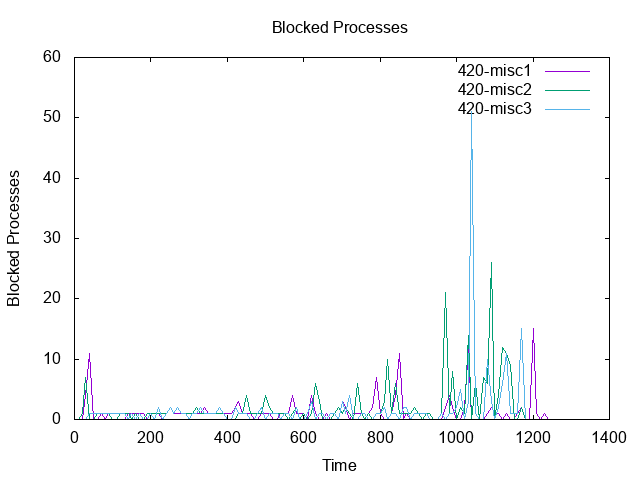 Blocked Processes
60
50
40
30
20
10
0
Blocked Processes
420-misc1
420-misc2
420-misc3
0 200 400 600 800 1000 1200 1400
Time